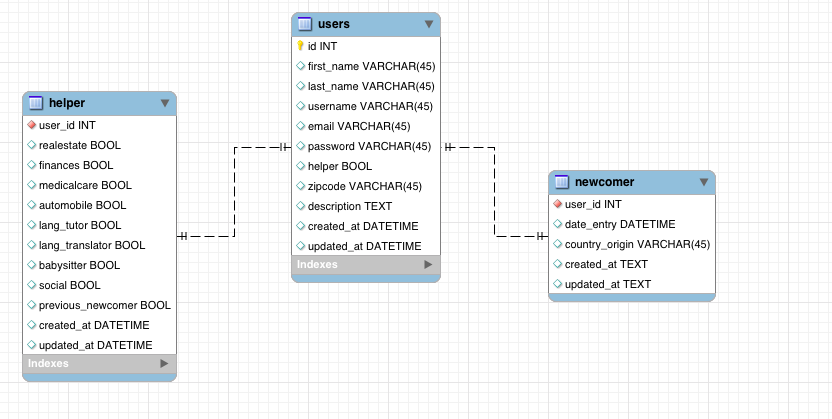 users
id INT
first_name VARCHAR(45)
last_name VARCHAR(45)
username VARCHAR(45)
email VARCHAR(45)
password VARCHAR(45)
helper BOOL
zipcode VARCHAR(45)
description TEXT
created_at DATETIME
updated_at DATETIME
Indexes
helper
user_id INT
realestate BOOL
finances BOOL
medicalcare BOOL
automobile BOOL
lang_tutor BOOL
lang_translator BOOL
babysitter BOOL
social BOOL
previous_newcomer BOOL
created_at DATETIME
updated_at DATETIME
Indexes
newcomer
user_id INT
date_entry DATETIME
country_origin VARCHAR(45)
created_at TEXT
updated_at TEXT